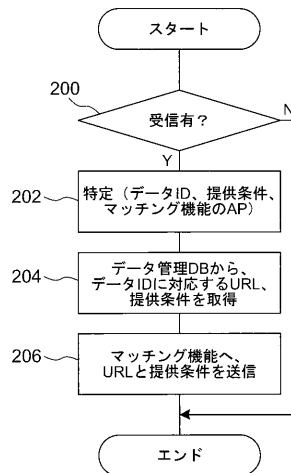 スタート
200
受信有？
N
Y
202
特定（データID、提供条件、
マッチング機能のAP）
204
データ管理DBから、
データIDに対応するURL、
提供条件を取得
206
マッチング機能へ、
URLと提供条件を送信
エンド